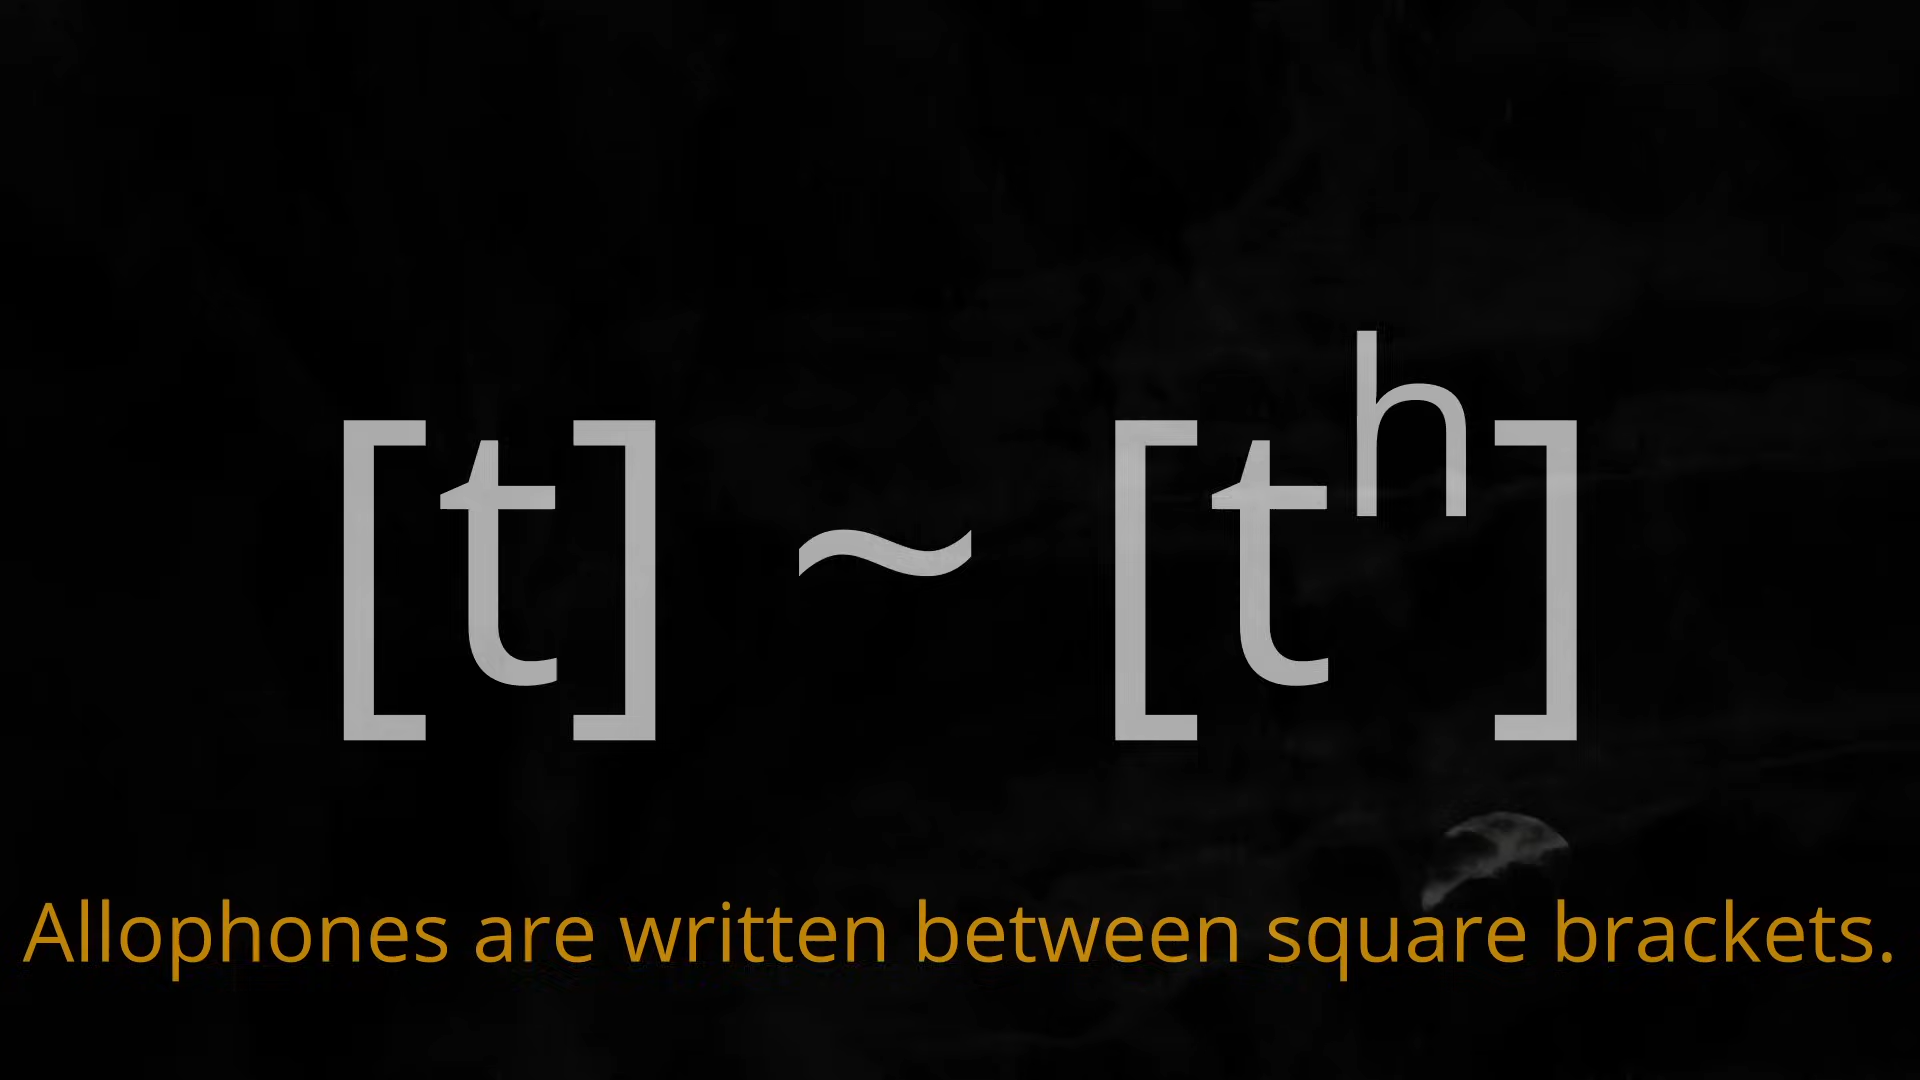 [t] ~ [tʰ]
Allophones are written between square brackets.